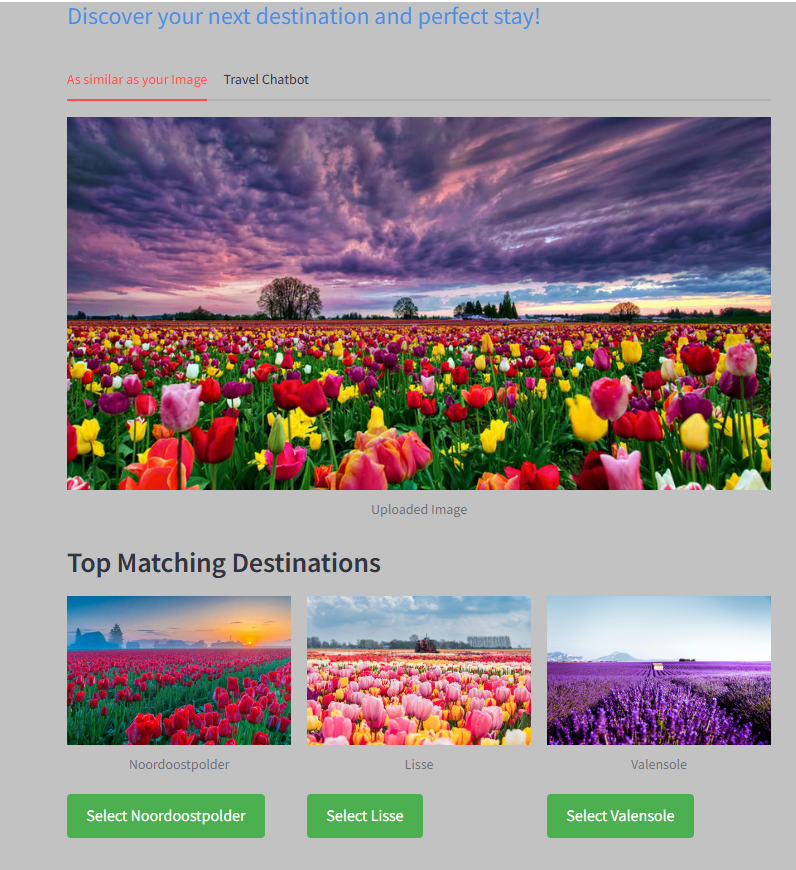 Discover your next destination and perfect stay!
As similar as your Image
Travel Chatbot
Uploaded Image
Top Matching Destinations
Noordoostpolder
Lisse
Valensole
Select Noordoostpolder
Select Lisse
Select Valensole